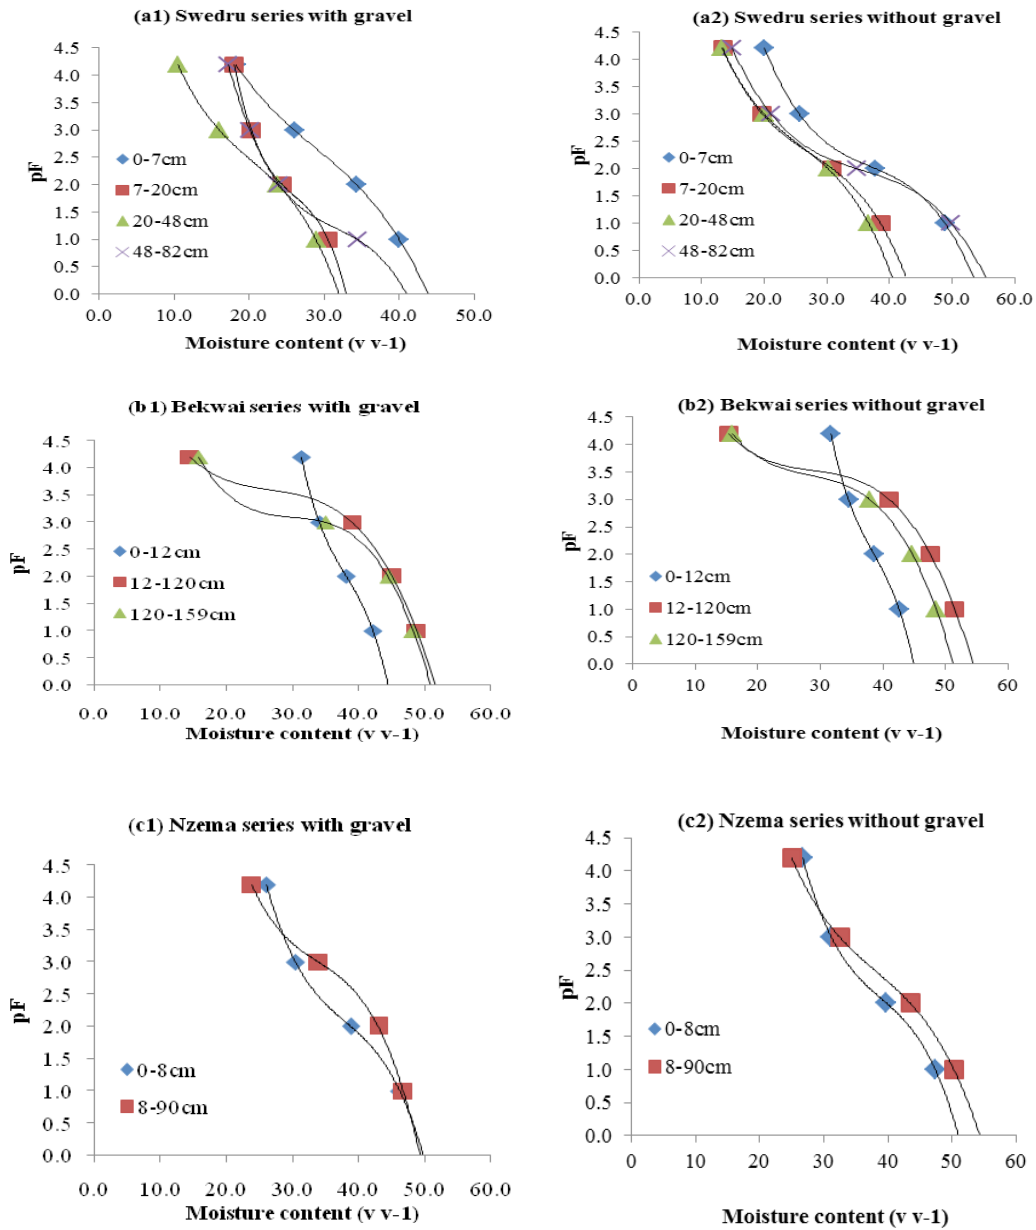 (a1) Swedru series with gravel
4.5
4.0
3.5
3.0
2.5
2.0
1.5
1.0
0.5
0.0
pF
0-7cm
7-20cm
20-48cm
48-82cm
0.0 10.0 20.0 30.0 40.0 50.0
Moisture content (v v-1)
(a2) Swedru series without gravel
4.5
4.0
3.5
3.0
2.5
2.0
1.5
1.0
0.5
0.0
pF
0-7cm
7-20cm
20-48cm
48-82cm
0.0 10.0 20.0 30.0 40.0 50.0 60.0
Moisture content (v v-1)
(b1) Bekwai series with gravel
4.5
4.0
3.5
3.0
2.5
2.0
1.5
1.0
0.5
0.0
pF
0-12cm
12-120cm
120-159cm
0.0 10.0 20.0 30.0 40.0 50.0 60.0
Moisture content (v v-1)
(b2) Bekwai series without gravel
4.5
4.0
3.5
3.0
2.5
2.0
1.5
1.0
0.5
0.0
pF
0-12cm
12-120cm
120-159cm
0 10 20 30 40 50 60
Moisture content (v v-1)
(c1) Nzema series with gravel
4.5
4.0
3.5
3.0
2.5
2.0
1.5
1.0
0.5
0.0
pF
0-8cm
8-90cm
0.0 10.0 20.0 30.0 40.0 50.0 60.0
Moisture content (v v-1)
(c2) Nzema series without gravel
4.5
4.0
3.5
3.0
2.5
2.0
1.5
1.0
0.5
0.0
pF
0-8cm
8-90cm
0 10 20 30 40 50 60
Moisture content (v v-1)